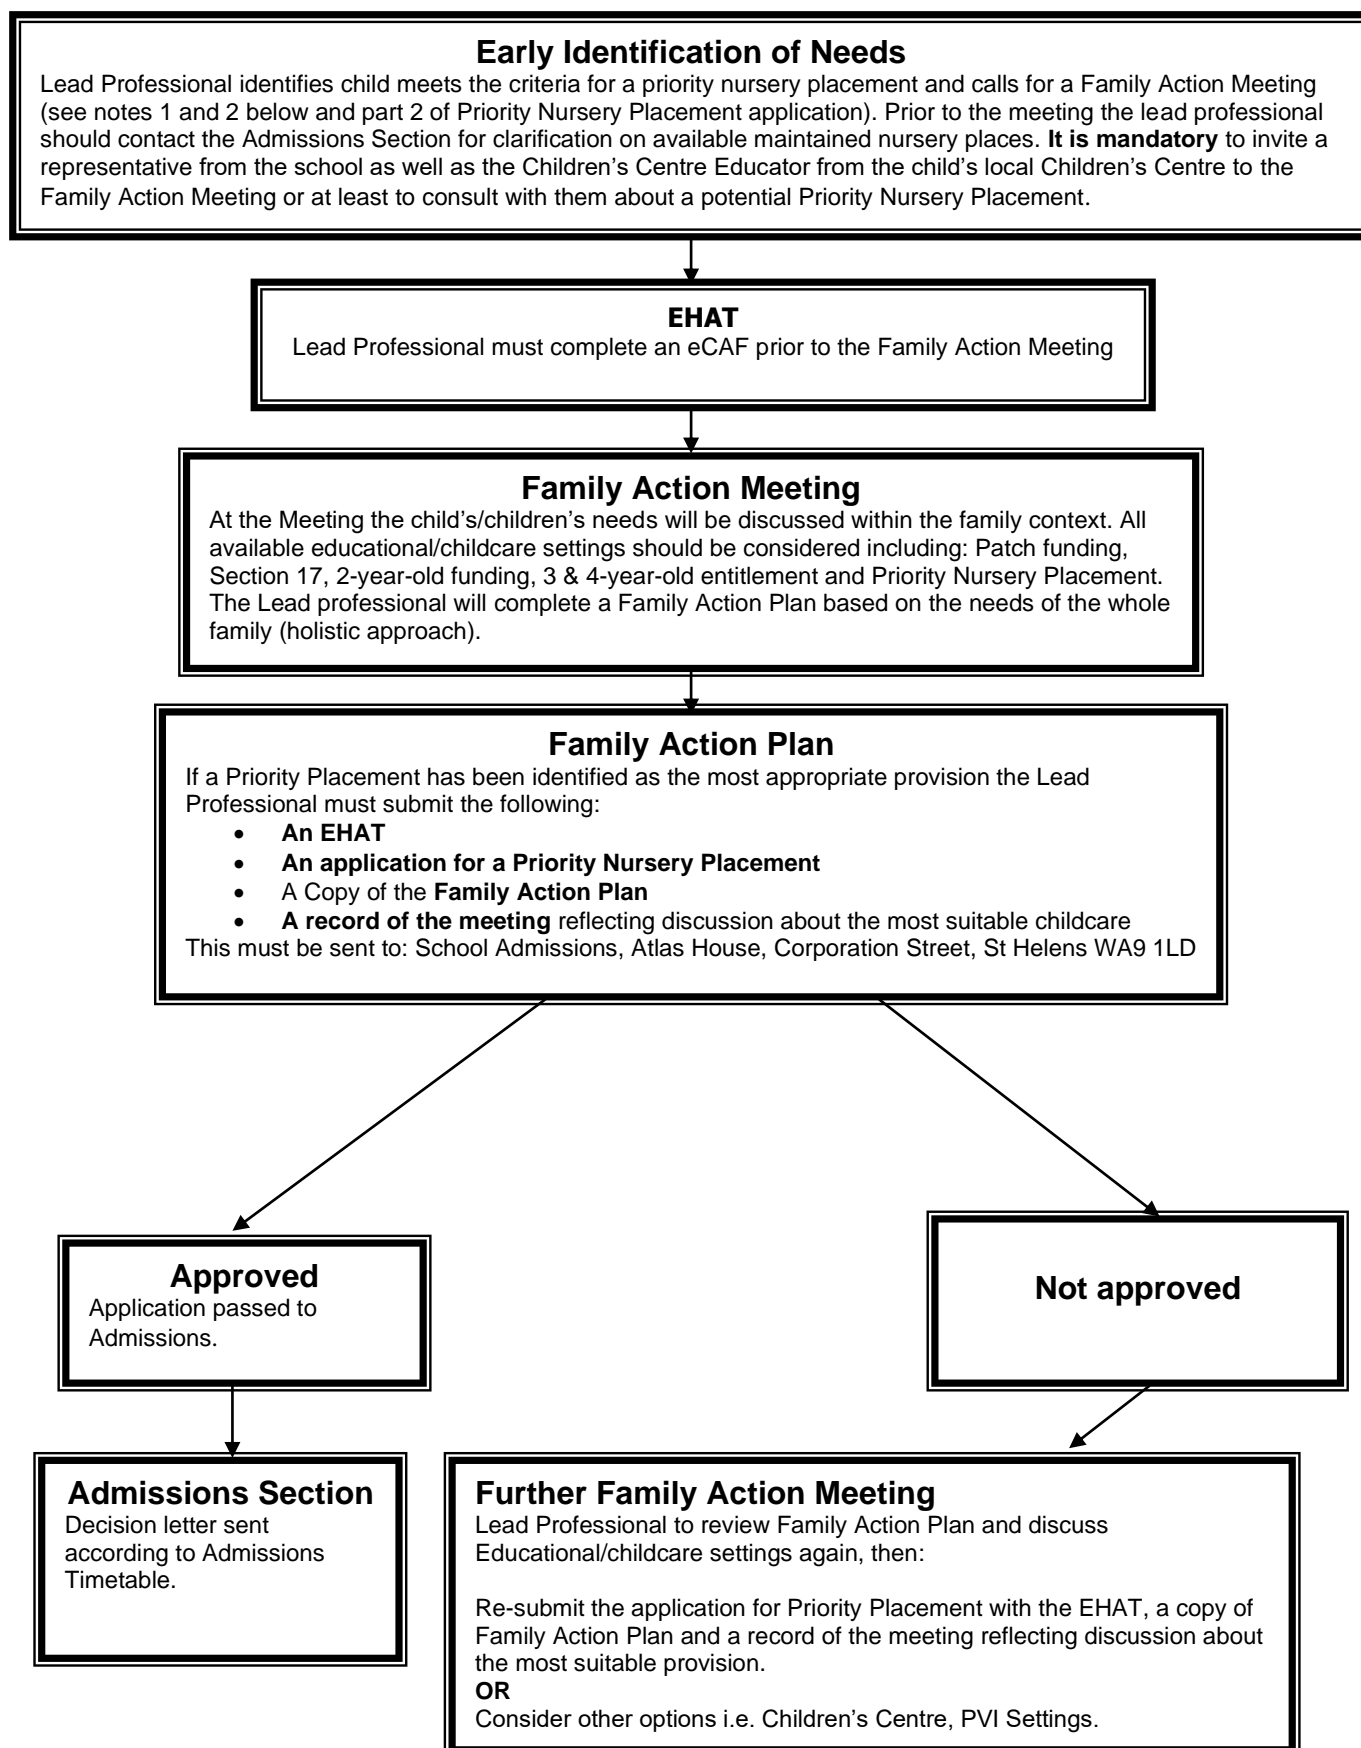 Early Identification of Needs
Lead Professional identifies child meets the criteria for a priority nursery placement and calls for a Family Action Meeting
(see notes 1 and 2 below and part 2 of Priority Nursery Placement application). Prior to the meeting the lead professional
should contact the Admissions Section for clarification on available maintained nursery places. It is mandatory to invite a
representative from the school as well as the Children’s Centre Educator from the child’s local Children’s Centre to the
Family Action Meeting or at least to consult with them about a potential Priority Nursery Placement.
EHAT
Lead Professional must complete an eCAF prior to the Family Action Meeting
Family Action Meeting
At the Meeting the child’s/children’s needs will be discussed within the family context. All
available educational/childcare settings should be considered including: Patch funding,
Section 17, 2-year-old funding, 3 & 4-year-old entitlement and Priority Nursery Placement.
The Lead professional will complete a Family Action Plan based on the needs of the whole
family (holistic approach).
Family Action Plan
If a Priority Placement has been identified as the most appropriate provision the Lead
Professional must submit the following:
• An EHAT
• An application for a Priority Nursery Placement
• A Copy of the Family Action Plan
• A record of the meeting reflecting discussion about the most suitable childcare
This must be sent to: School Admissions, Atlas House, Corporation Street, St Helens WA9 1LD
Approved
Application passed to
Admissions.
Not approved
Admissions Section
Decision letter sent
according to Admissions
Timetable.
Further Family Action Meeting
Lead Professional to review Family Action Plan and discuss
Educational/childcare settings again, then:
Re-submit the application for Priority Placement with the EHAT, a copy of
Family Action Plan and a record of the meeting reflecting discussion about
the most suitable provision.
OR
Consider other options i.e. Children’s Centre, PVI Settings.